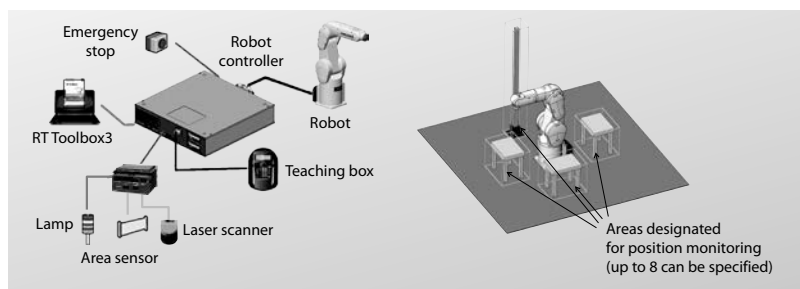 Emergency
stop
Robot
controller
RT Toolbox3
Robot
Teaching box
Lamp
Laser scanner
Area sensor
Areas designated
for position monitoring
(up to 8 can be specified)